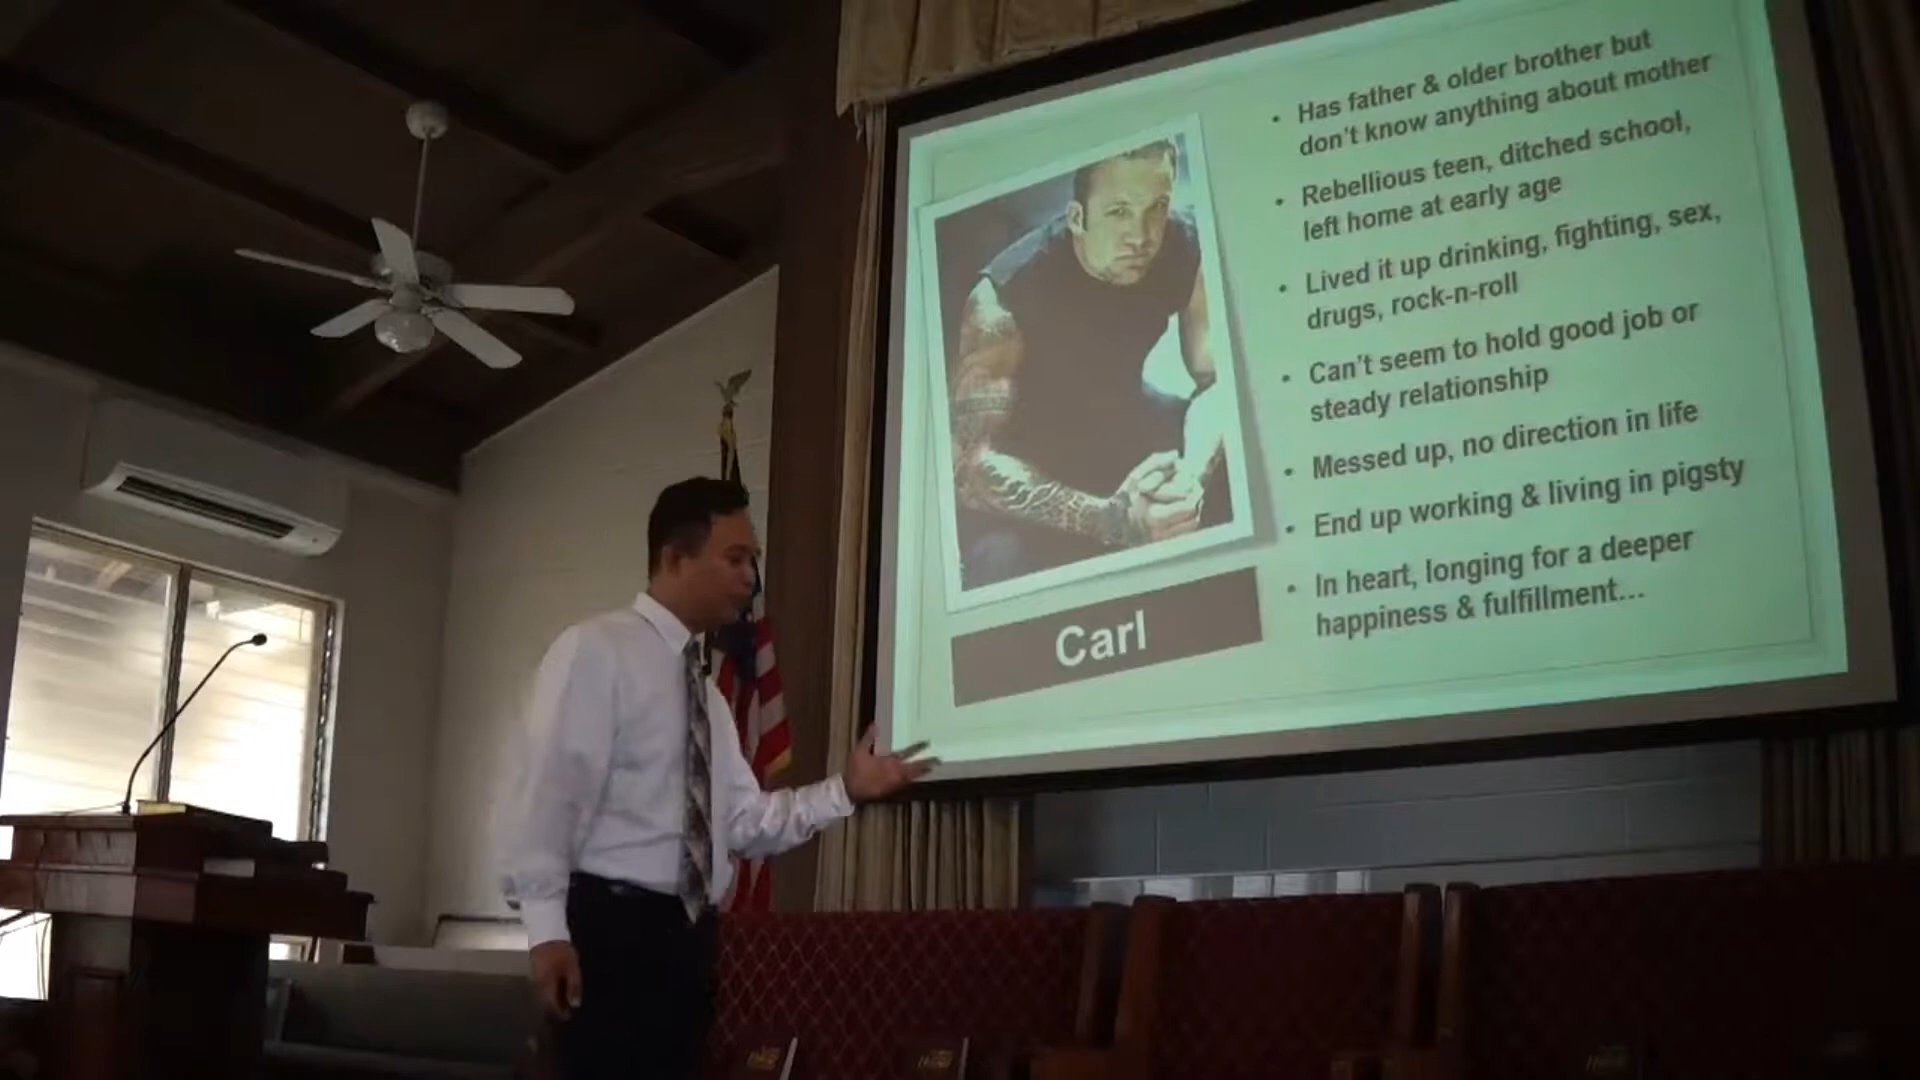 • Has father & older brother but
don't know anything about mother
• Rebellious teen, ditched school,
left home at early age
• Lived it up drinking, fighting, sex,
drugs, rock-n-roll
• Can't seem to hold good job or
steady relationship
• Messed up, no direction in life
• End up working & living in pigsty
• In heart, longing for a deeper
happiness & fulfillment...
Carl